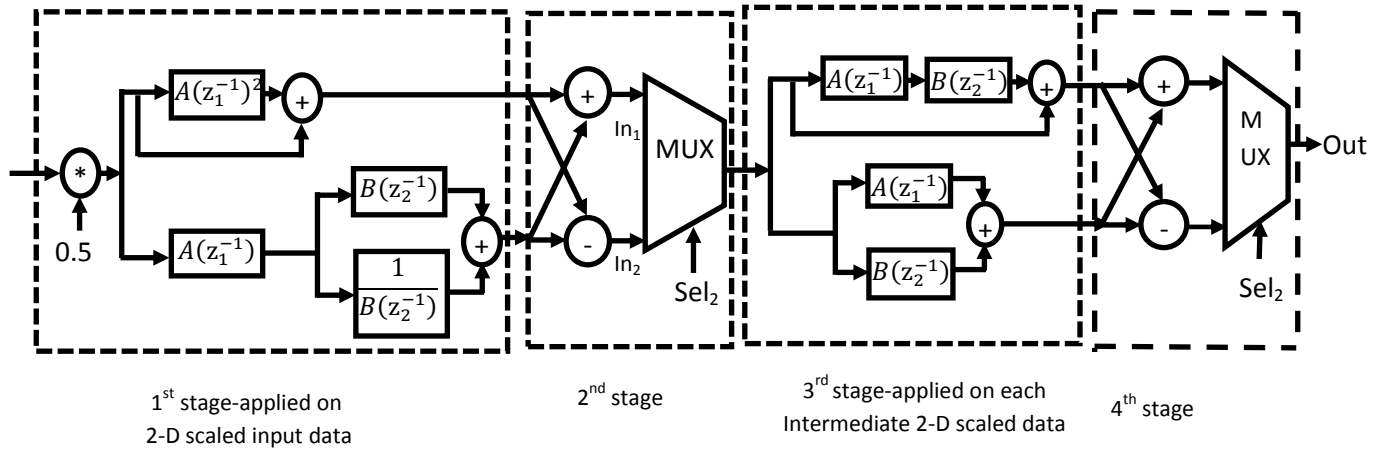 A(z₁⁻¹)²
+
*
0.5
A(z₁⁻¹)
B(z₂⁻¹)
1
B(z₂⁻¹)
+
+
-
In₁
In₂
MUX
Sel₂
A(z₁⁻¹)
B(z₂⁻¹)
+
A(z₁⁻¹)
B(z₂⁻¹)
+
+
-
M
UX
Out
Sel₂
1ˢᵗ stage-applied on
2-D scaled input data
2ⁿᵈ stage
3ʳᵈ stage-applied on each
Intermediate 2-D scaled data
4ᵗʰ stage